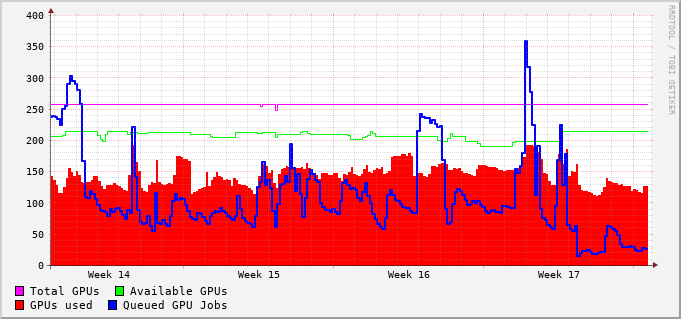 400
350
300
250
200
150
100
50
0
Week 14 Week 15 Week 16 Week 17
Total GPUs Available GPUs
GPUs used Queued GPU Jobs
RRDTOOL / TOBI OETIKER